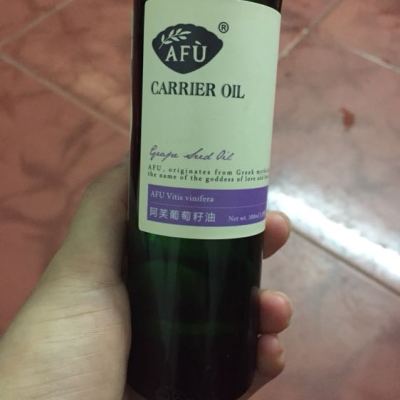 AFÙ ®
CARRIER OIL
Grape Seed Oil
AFU, originates from Greek
the name of the goddess of love and
AFU Vitis vinifera
阿芙葡萄籽油
Net wt.